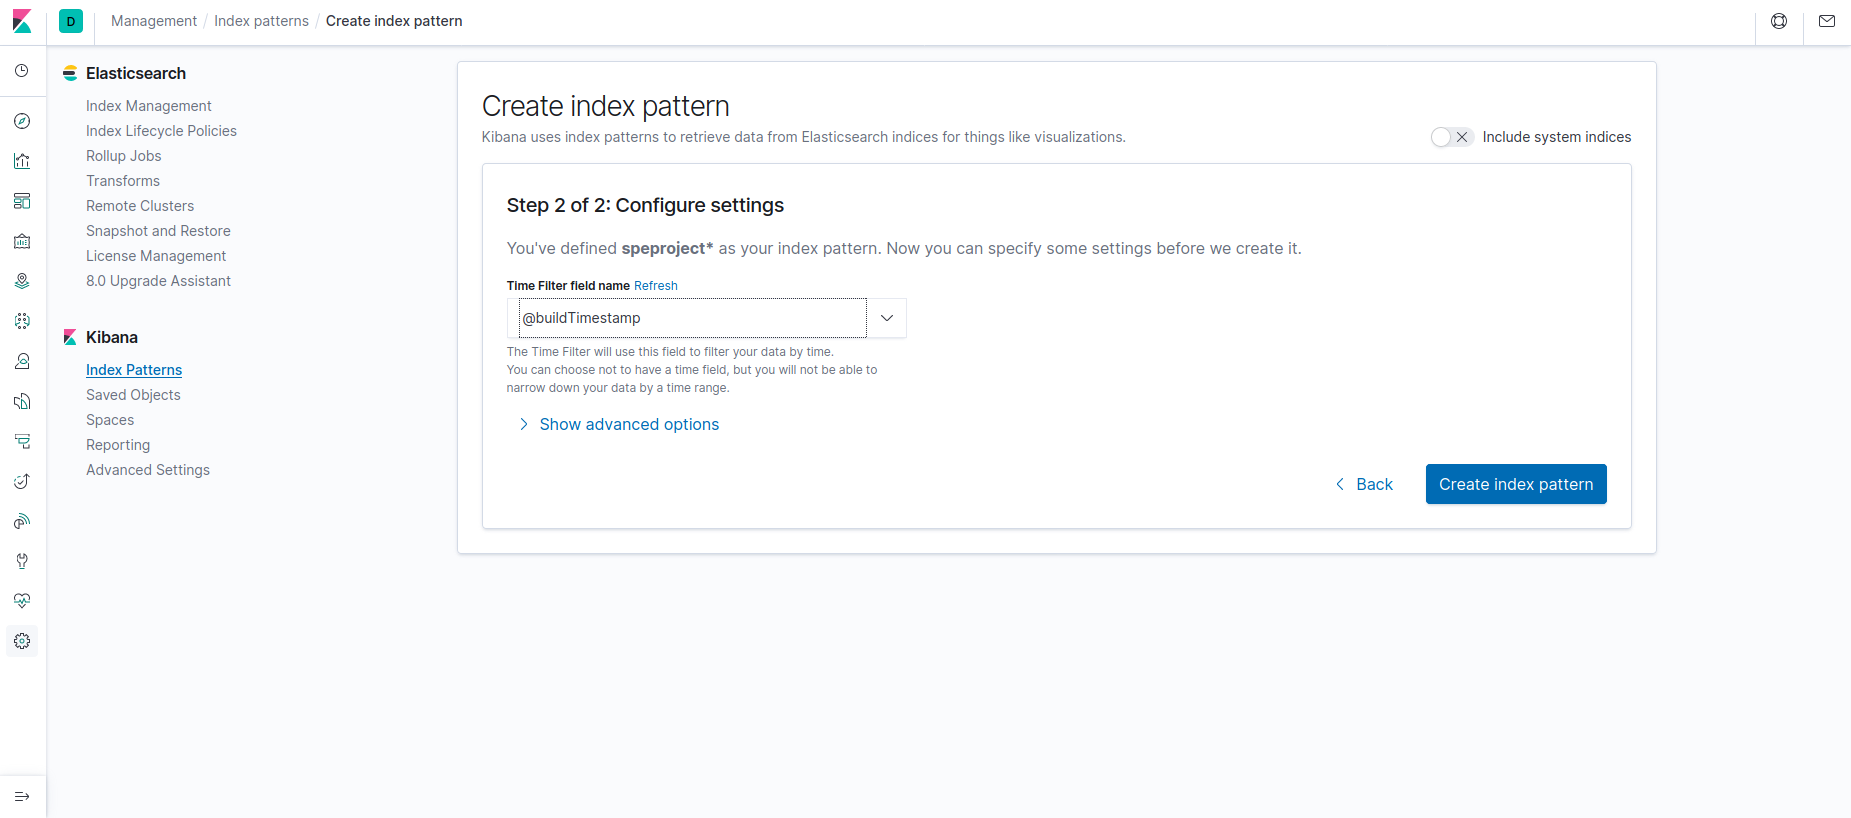 D Management / Index patterns / Create index pattern
Elasticsearch
Index Management
Index Lifecycle Policies
Rollup Jobs
Transforms
Remote Clusters
Snapshot and Restore
License Management
8.0 Upgrade Assistant
Kibana
Index Patterns
Saved Objects
Spaces
Reporting
Advanced Settings
Create index pattern
Kibana uses index patterns to retrieve data from Elasticsearch indices for things like visualizations.
Include system indices
Step 2 of 2: Configure settings
You've defined speproject* as your index pattern. Now you can specify some settings before we create it.
Time Filter field name Refresh
@buildTimestamp
The Time Filter will use this field to filter your data by time.
You can choose not to have a time field, but you will not be able to
narrow down your data by a time range.
Show advanced options
Back Create index pattern